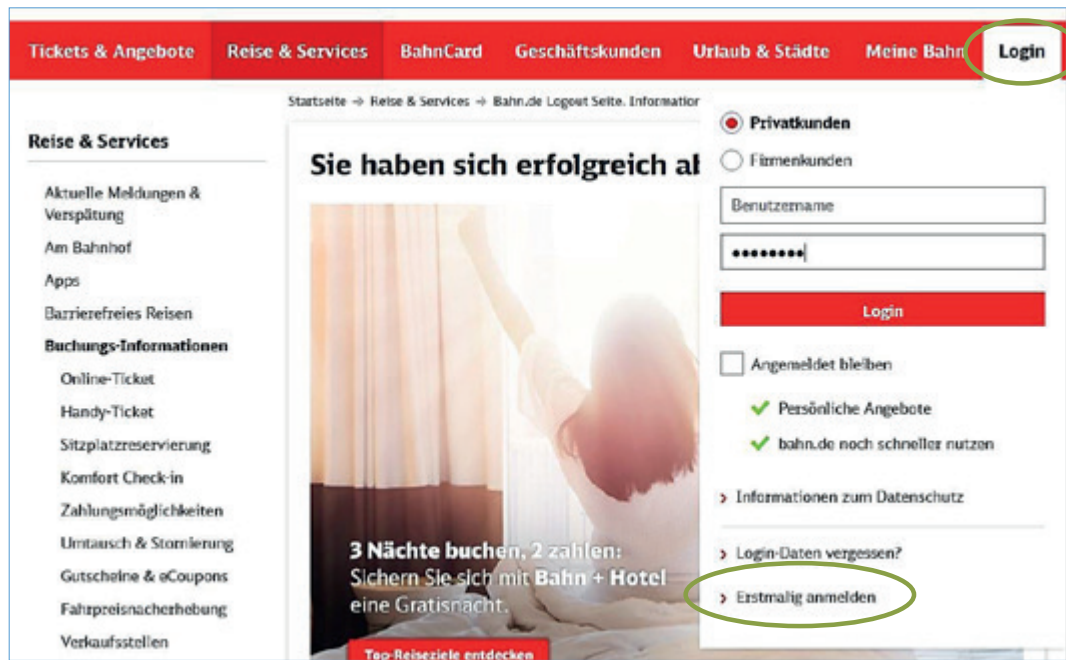 Tickets & Angebote Reise & Services BahnCard Geschäftskunden Urlaub & Städte Meine Bahn Login
Startseite → Reise & Services → Bahn.de Logout Seite. Information
Reise & Services
Aktuelle Meldungen &
Verspätung
Am Bahnhof
Apps
Barrierefreies Reisen
Buchungs-Informationen
Online-Ticket
Handy-Ticket
Sitzplatzreservierung
Komfort Check-in
Zahlungsmöglichkeiten
Umtausch & Stornierung
Gutscheine & eCoupons
Fahrpreisnacherhebung
Verkaufsstellen
Sie haben sich erfolgreich ab
3 Nächte buchen, 2 zahlen:
Sichern Sie sich mit Bahn + Hotel
eine Gratisnacht.
Top-Reiseziele entdecken
Privatkunden
Firmenkunden
Benutzername
•••••••••
Login
Angemeldet bleiben
Persönliche Angebote
bahn.de noch schneller nutzen
Informationen zum Datenschutz
Login-Daten vergessen?
Erstmalig anmelden